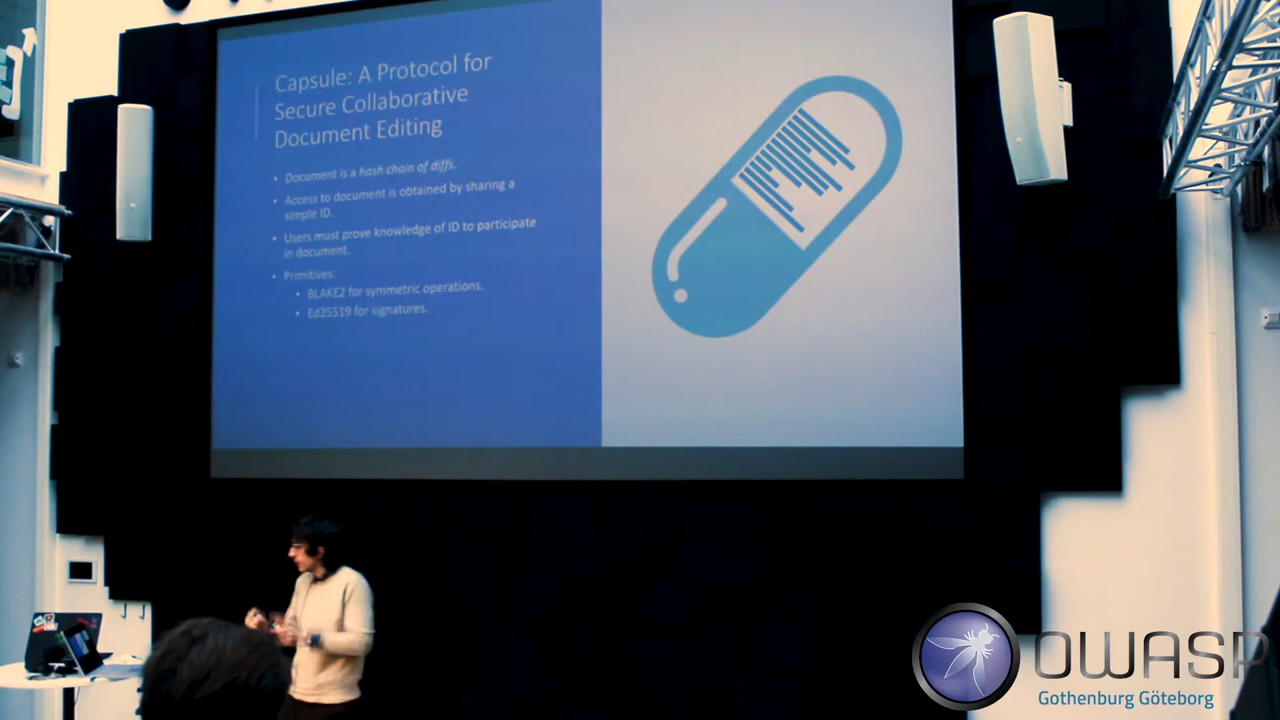 Capsule: A Protocol for
Secure Collaborative
Document Editing
• Document is a hash chain of diffs.
• Access to document is obtained by sharing a
simple ID.
• Users must prove knowledge of ID to participate
in document.
• Primitives:
• BLAKE2 for symmetric operations.
• Ed25519 for signatures.
OWASP
Gothenburg Göteborg